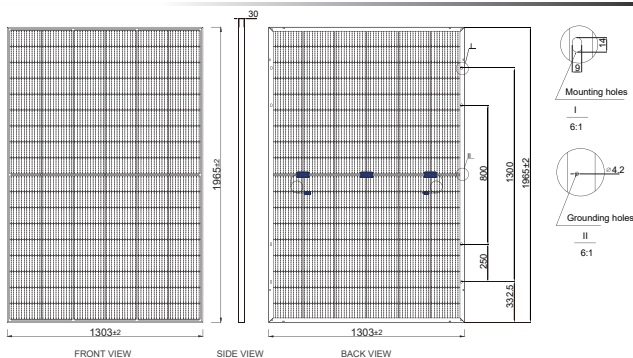 1965±2
1303±2
FRONT VIEW
30
SIDE VIEW
I
II
800
250
1300
332.5
1965±2
1303±2
BACK VIEW
14
9
Mounting holes
I
6:1
⌀4,2
Grounding holes
II
6:1